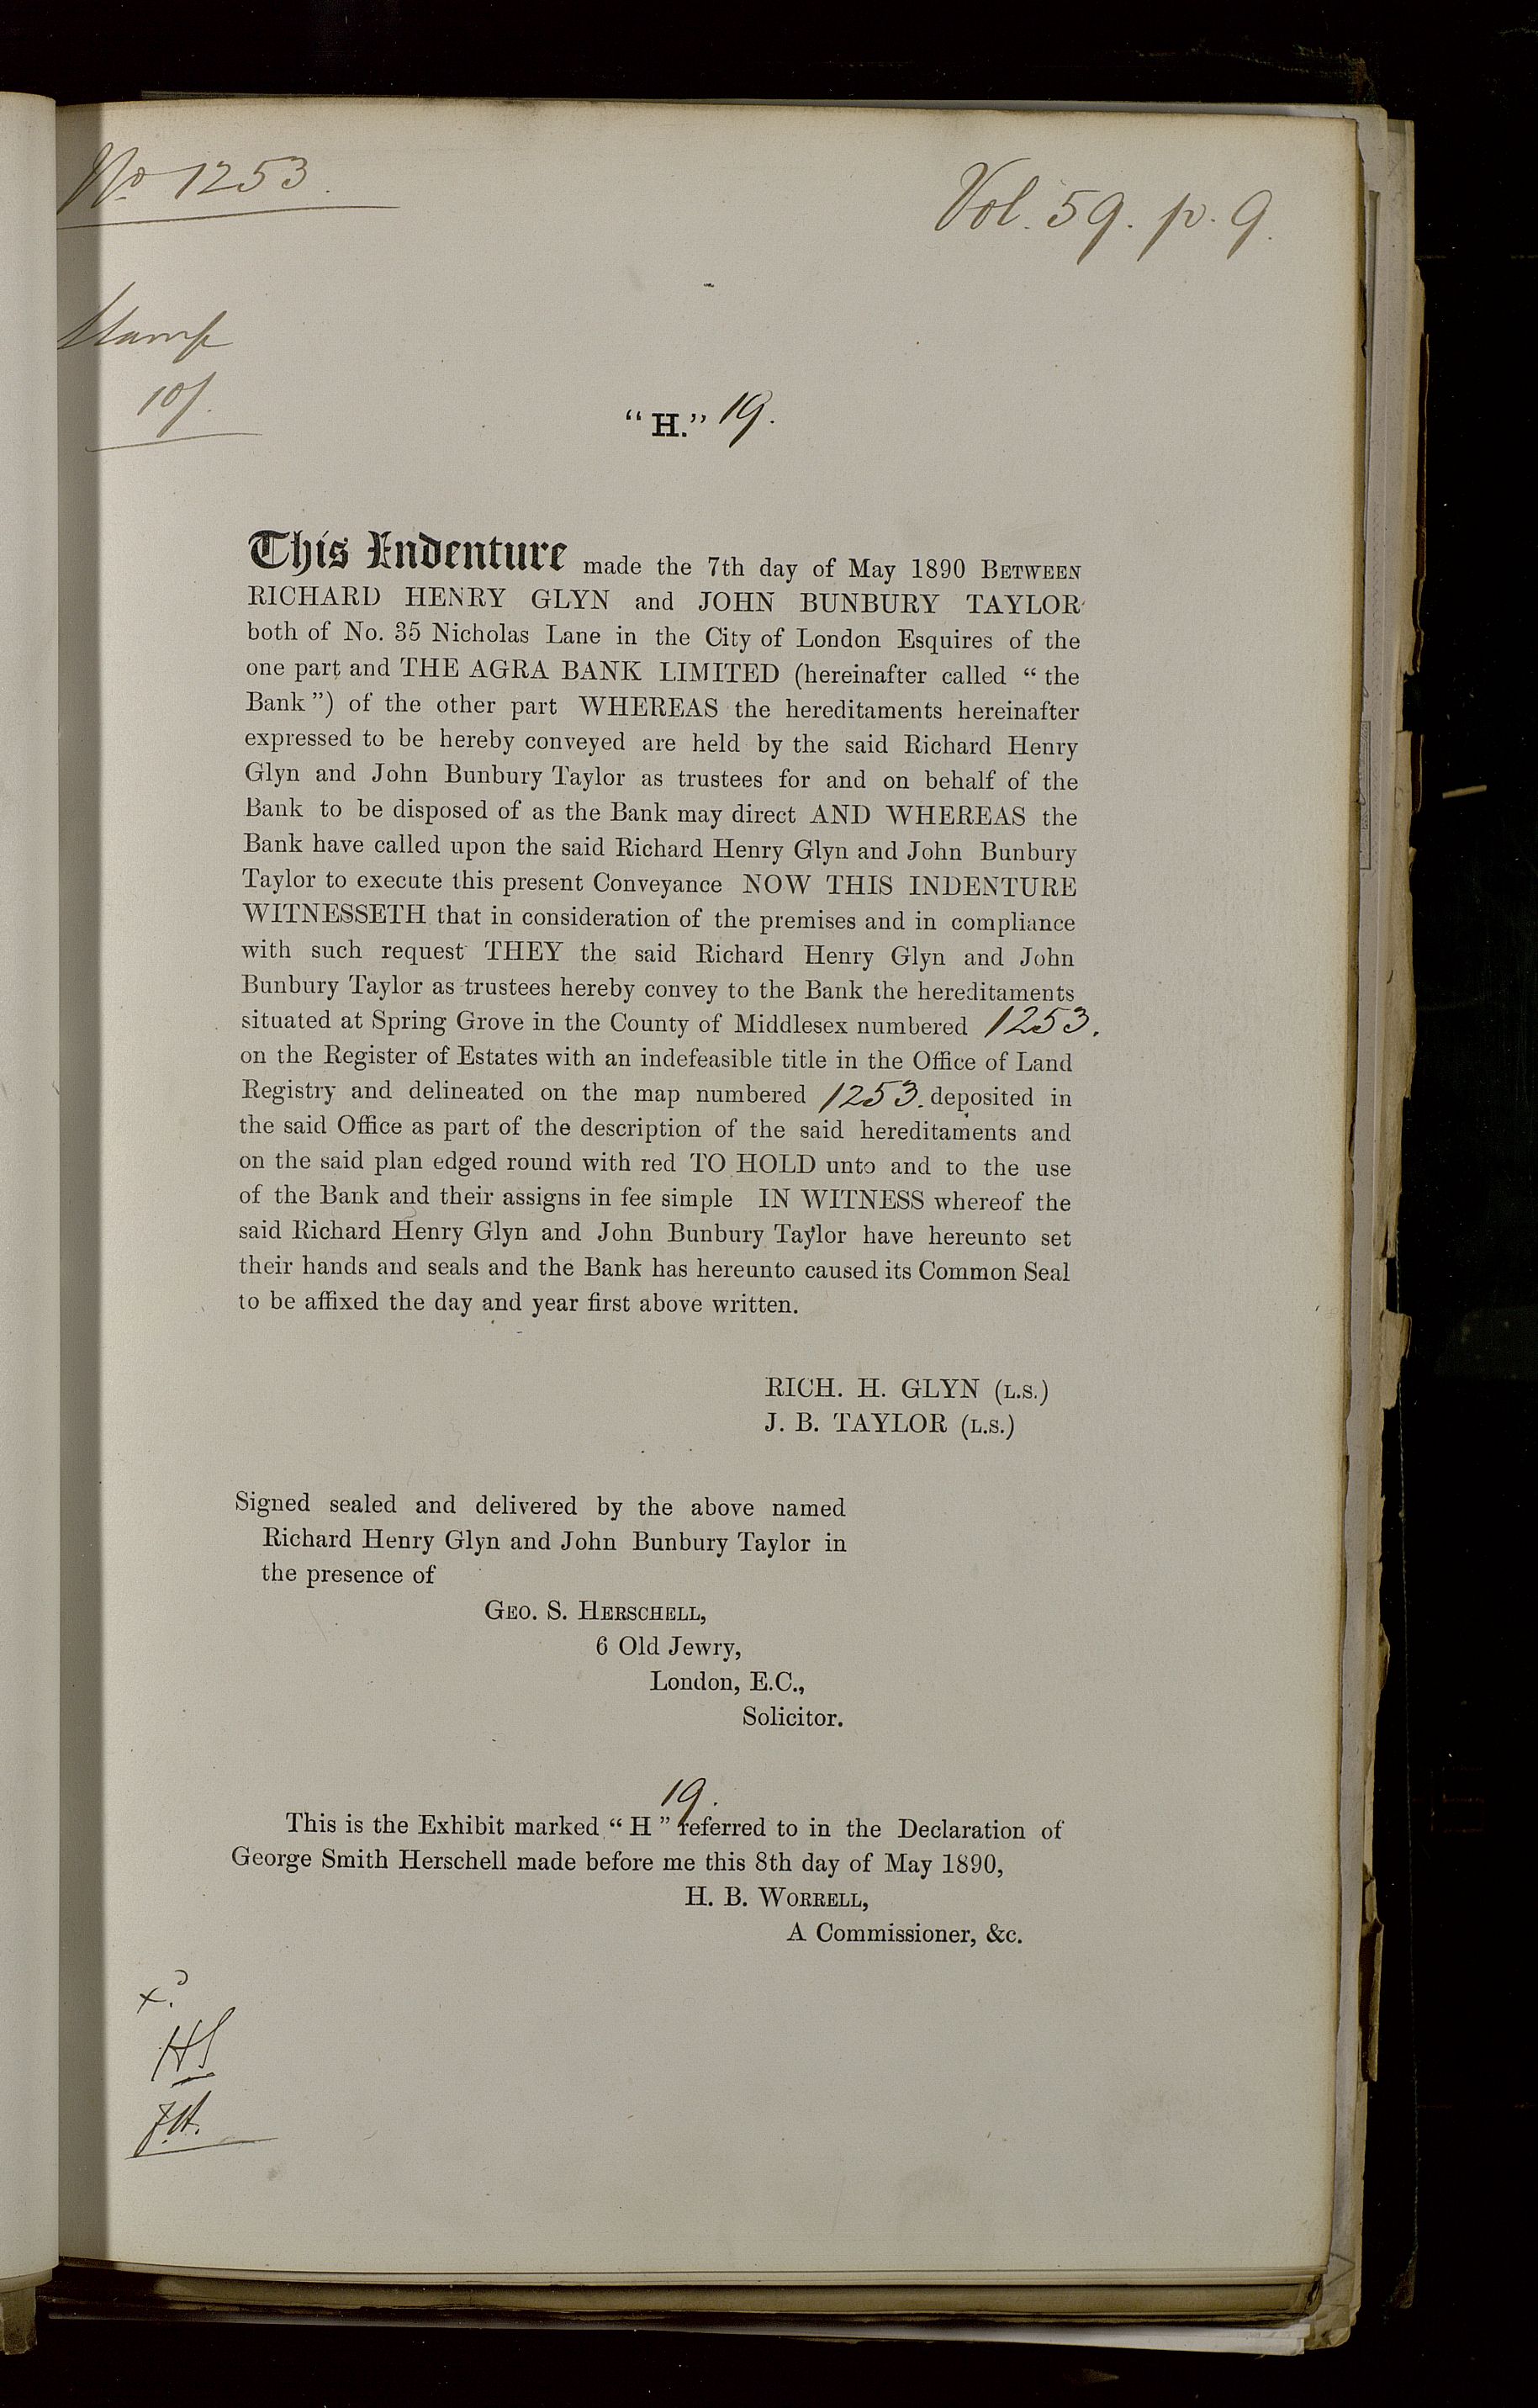 No. 1253.
Vol. 59. p. 9.
Stamp
10/.
"H." 19.
This Indenture made the 7th day of May 1890 BETWEEN
RICHARD HENRY GLYN and JOHN BUNBURY TAYLOR
both of No. 35 Nicholas Lane in the City of London Esquires of the
one part and THE AGRA BANK LIMITED (hereinafter called "the
Bank") of the other part WHEREAS the hereditaments hereinafter
expressed to be hereby conveyed are held by the said Richard Henry
Glyn and John Bunbury Taylor as trustees for and on behalf of the
Bank to be disposed of as the Bank may direct AND WHEREAS the
Bank have called upon the said Richard Henry Glyn and John Bunbury
Taylor to execute this present Conveyance NOW THIS INDENTURE
WITNESSETH that in consideration of the premises and in compliance
with such request THEY the said Richard Henry Glyn and John
Bunbury Taylor as trustees hereby convey to the Bank the hereditaments
situated at Spring Grove in the County of Middlesex numbered 1253.
on the Register of Estates with an indefeasible title in the Office of Land
Registry and delineated on the map numbered 1253. deposited in
the said Office as part of the description of the said hereditaments and
on the said plan edged round with red TO HOLD unto and to the use
of the Bank and their assigns in fee simple IN WITNESS whereof the
said Richard Henry Glyn and John Bunbury Taylor have hereunto set
their hands and seals and the Bank has hereunto caused its Common Seal
to be affixed the day and year first above written.
RICH. H. GLYN (L.S.)
J. B. TAYLOR (L.S.)
Signed sealed and delivered by the above named
Richard Henry Glyn and John Bunbury Taylor in
the presence of
GEO. S. HERSCHELL,
6 Old Jewry,
London, E.C.,
Solicitor.
19.
This is the Exhibit marked "H" referred to in the Declaration of
George Smith Herschell made before me this 8th day of May 1890,
H. B. WORRELL,
A Commissioner, &c.